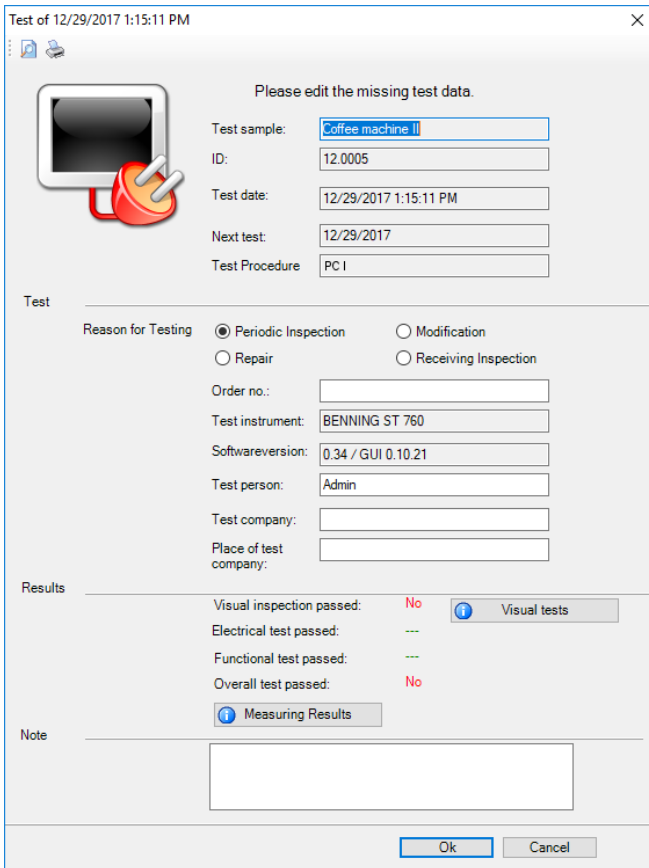 Test of 12/29/2017 1:15:11 PM
Please edit the missing test data.
Test sample: Coffee machine II
ID: 12.0005
Test date: 12/29/2017 1:15:11 PM
Next test: 12/29/2017
Test Procedure PC I
Test
Reason for Testing Periodic Inspection Modification
Repair Receiving Inspection
Order no.:
Test instrument: BENNING ST 760
Softwareversion: 0.34 / GUI 0.10.21
Test person: Admin
Test company:
Place of test
company:
Results
Visual inspection passed: No Visual tests
Electrical test passed: ---
Functional test passed: ---
Overall test passed: No
Measuring Results
Note
Ok Cancel